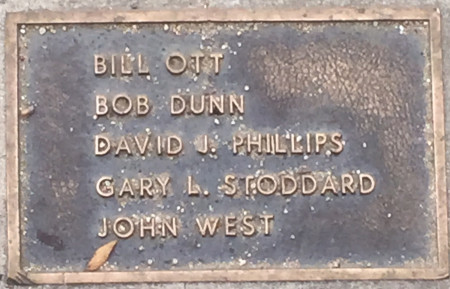 BILL OTT
BOB DUNN
DAVID J. PHILLIPS
GARY L. STODDARD
JOHN WEST